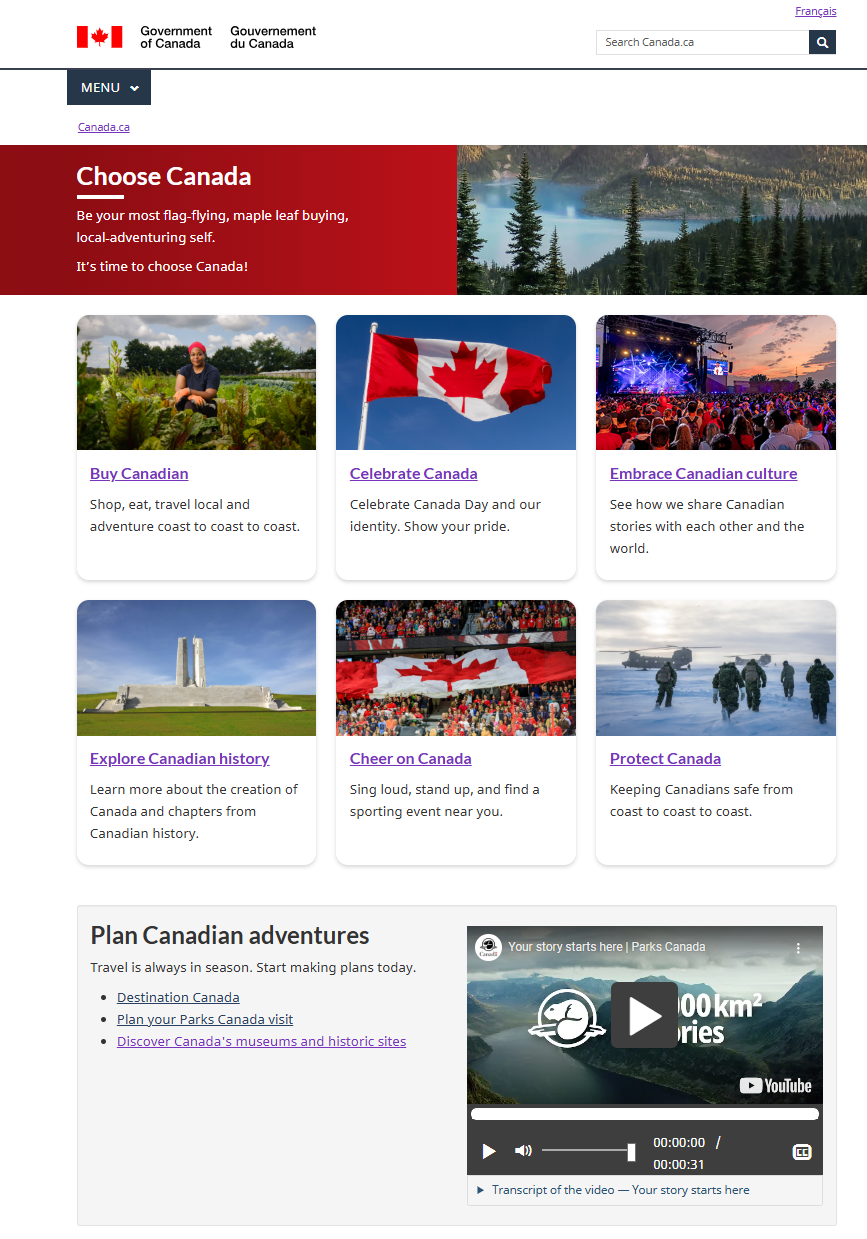 Français
Government of Canada
Gouvernement du Canada
Search Canada.ca
MENU
Canada.ca
Choose Canada
Be your most flag-flying, maple leaf buying,
local-adventuring self.
It's time to choose Canada!
Buy Canadian
Shop, eat, travel local and
adventure coast to coast to coast.
Celebrate Canada
Celebrate Canada Day and our
identity. Show your pride.
Embrace Canadian culture
See how we share Canadian
stories with each other and the
world.
Explore Canadian history
Learn more about the creation of
Canada and chapters from
Canadian history.
Cheer on Canada
Sing loud, stand up, and find a
sporting event near you.
Protect Canada
Keeping Canadians safe from
coast to coast to coast.
Plan Canadian adventures
Travel is always in season. Start making plans today.
Destination Canada
Plan your Parks Canada visit
Discover Canada's museums and historic sites
Your story starts here | Parks Canada
Canada
00 km²
ries
YouTube
00:00:00 /
00:00:31
CC
Transcript of the video — Your story starts here